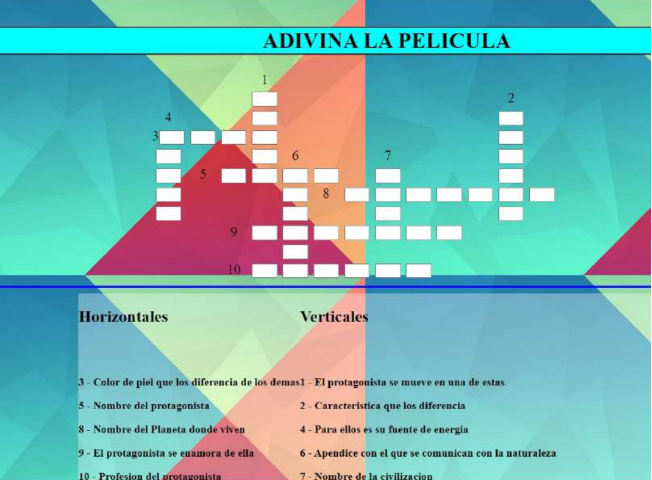 ADIVINA LA PELICULA
1
2
4
3
6
7
5
8
9
10
Horizontales
Verticales
3 - Color de piel que los diferencia de los demas
1 - El protagonista se mueve en una de estas
5 - Nombre del protagonista
2 - Caracteristica que los diferencia
8 - Nombre del Planeta donde viven
4 - Para ellos es su fuente de energia
9 - El protagonista se enamora de ella
6 - Apendice con el que se comunican con la naturaleza
10 - Profesion del protagonista
7 - Nombre de la civilizacion